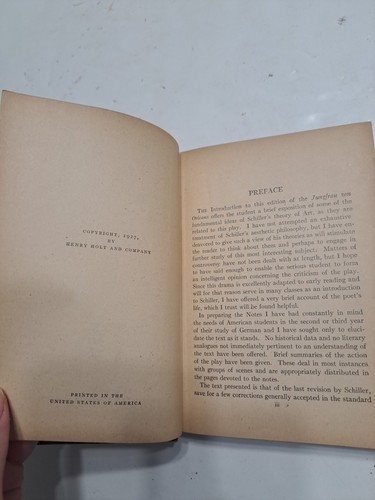 COPYRIGHT, 1911,
BY
HENRY HOLT AND COMPANY
PRINTED IN THE
UNITED STATES OF AMERICA
PREFACE
THE Introduction to this edition of the Jungfrau von
Orleans offers the student a brief exposition of some of the
fundamental ideas of Schiller's theory of Art, as they are
related to this play. I have not attempted an exhaustive
treatment of Schiller's aesthetic philosophy, but I have en-
deavored to give such a view of his theories as will stimulate
the reader to think about them and perhaps to engage in
further study of this most interesting subject. Matters of
controversy have not been dealt with at length, but I hope
to have said enough to enable the serious student to form
an intelligent opinion concerning the criticism of the play.
Since this drama is excellently adapted to early reading and
will for that reason serve in many classes as an introduction
to Schiller, I have offered a very brief account of the poet's
life, which I trust will be found helpful.
In preparing the Notes I have had constantly in mind
the needs of American students in the second or third year
of their study of German and I have sought only to eluci-
date the text as it stands. No historical data and no literary
analogues not immediately pertinent to an understanding of
the text have been offered. Brief summaries of the action
of the play have been given. These deal in most instances
with groups of scenes and are appropriately distributed in
the pages devoted to the notes.
The text presented is that of the last revision by Schiller,
save for a few corrections generally accepted in the standard